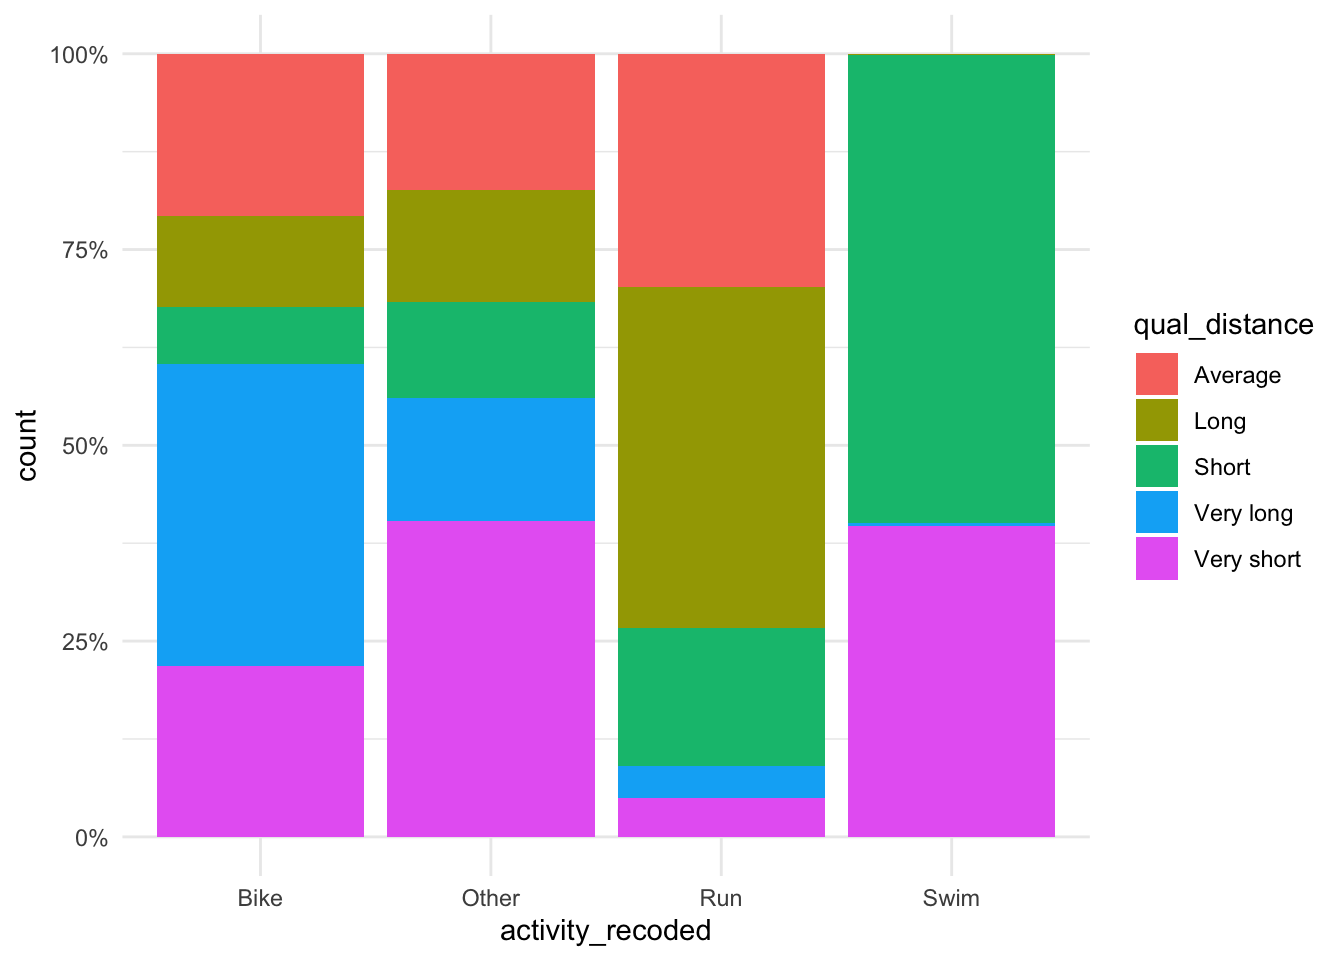 100%
75%
50%
25%
0%
count
Bike
Other
Run
Swim
activity_recoded
qual_distance
Average
Long
Short
Very long
Very short